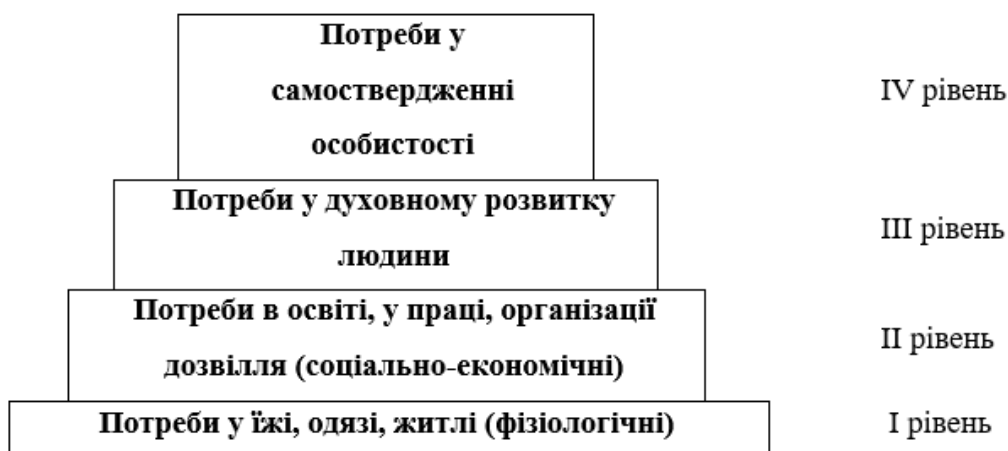 Потреби у
самоствердженні
особистості
IV рівень
Потреби у духовному розвитку
людини
III рівень
Потреби в освіті, у праці, організації
дозвілля (соціально-економічні)
II рівень
Потреби у їжі, одязі, житлі (фізіологічні)
I рівень